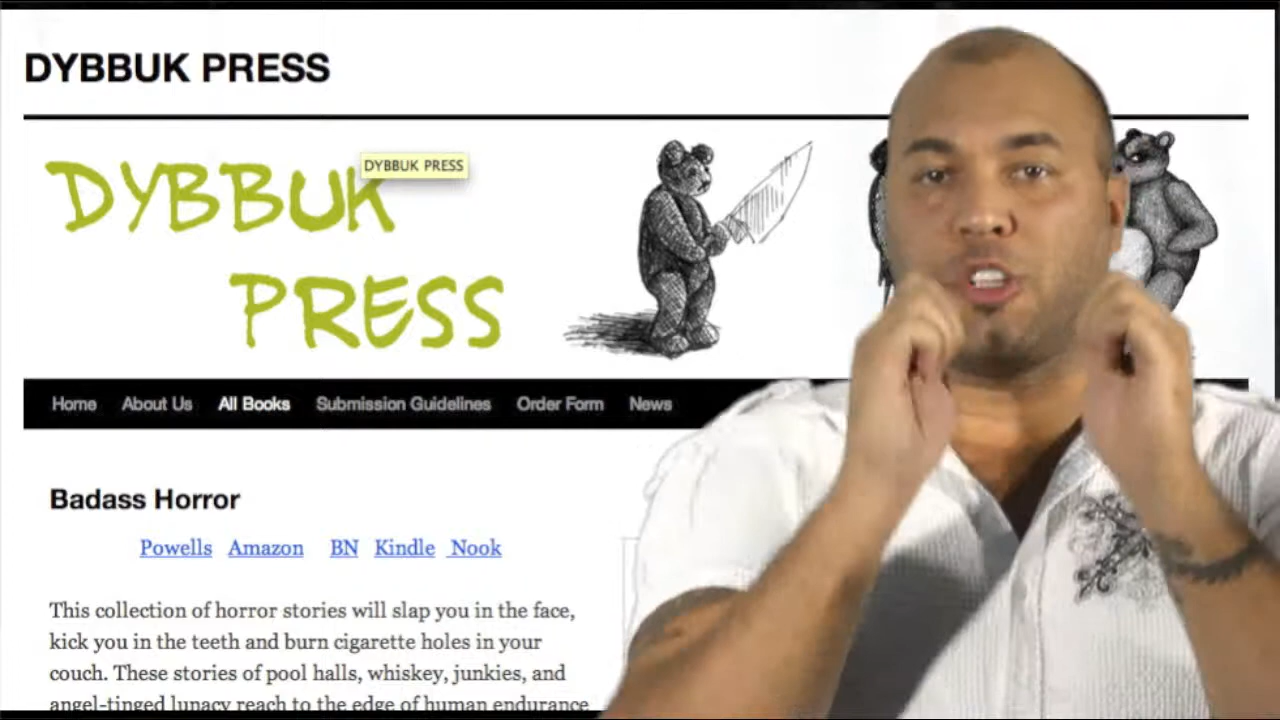 DYBBUK PRESS
DYBBUK
DYBBUK PRESS
PRESS
Home About Us All Books Submission Guidelines Order Form News
Badass Horror
Powells Amazon BN Kindle Nook
This collection of horror stories will slap you in the face,
kick you in the teeth and burn cigarette holes in your
couch. These stories of pool halls, whiskey, junkies, and
angel-tinged lunacy reach to the edge of human endurance